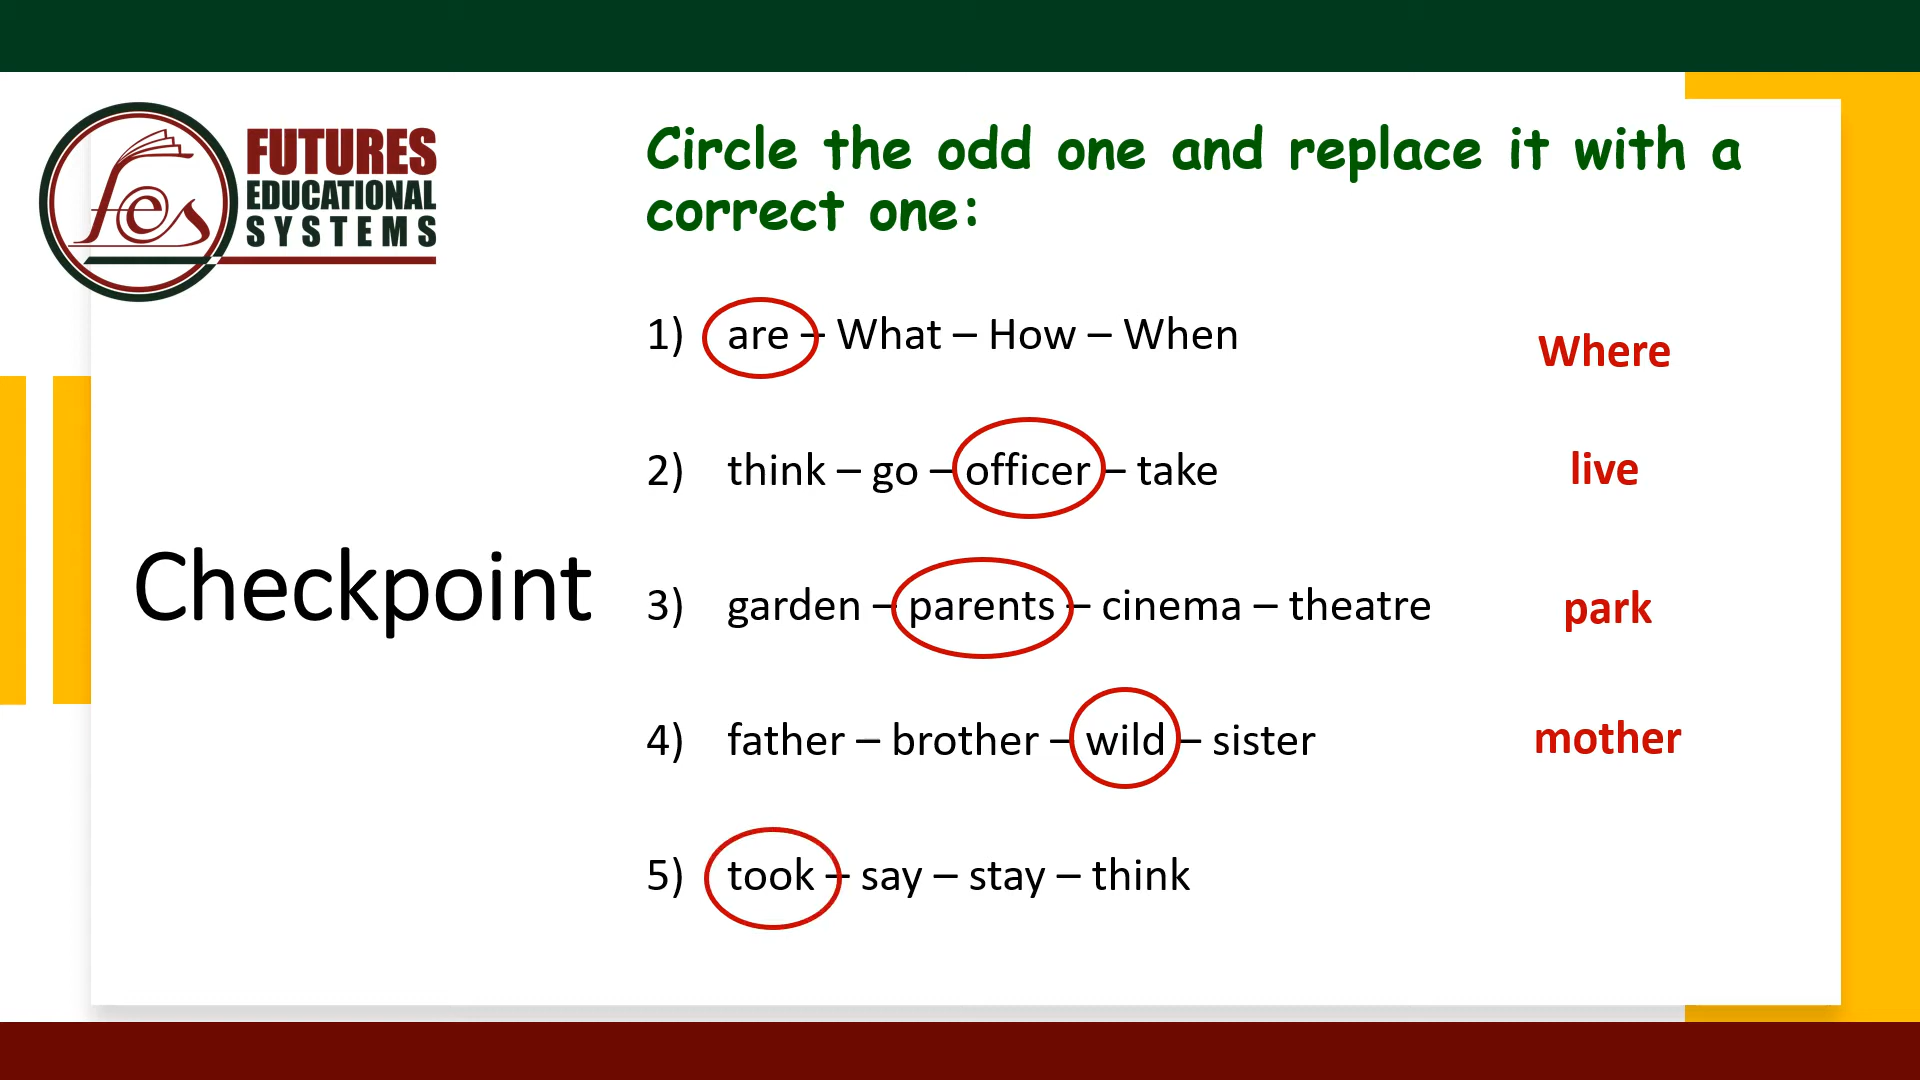 FUTURES
EDUCATIONAL
SYSTEMS
fes
Circle the odd one and replace it with a
correct one:
Checkpoint
1) are – What – How – When Where
2) think – go – officer – take live
3) garden – parents – cinema – theatre park
4) father – brother – wild – sister mother
5) took – say – stay – think